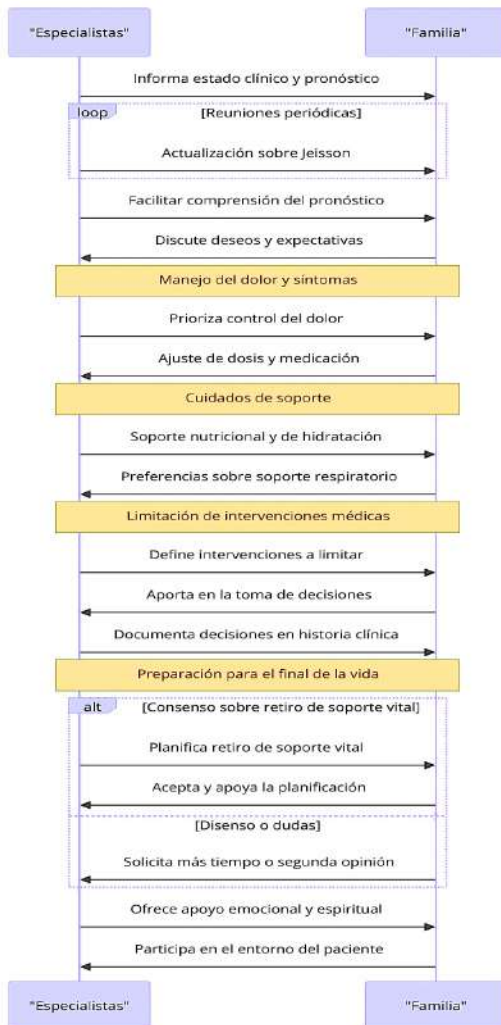 "Especialistas"
"Familia"
Informa estado clínico y pronóstico
loop
[Reuniones periódicas]
Actualización sobre Jeisson
Facilitar comprensión del pronóstico
Discute deseos y expectativas
Manejo del dolor y síntomas
Prioriza control del dolor
Ajuste de dosis y medicación
Cuidados de soporte
Soporte nutricional y de hidratación
Preferencias sobre soporte respiratorio
Limitación de intervenciones médicas
Define intervenciones a limitar
Aporta en la toma de decisiones
Documenta decisiones en historia clínica
Preparación para el final de la vida
alt
[Consenso sobre retiro de soporte vital]
Planifica retiro de soporte vital
Acepta y apoya la planificación
[Disenso o dudas]
Solicita más tiempo o segunda opinión
Ofrece apoyo emocional y espiritual
Participa en el entorno del paciente
"Especialistas"
"Familia"